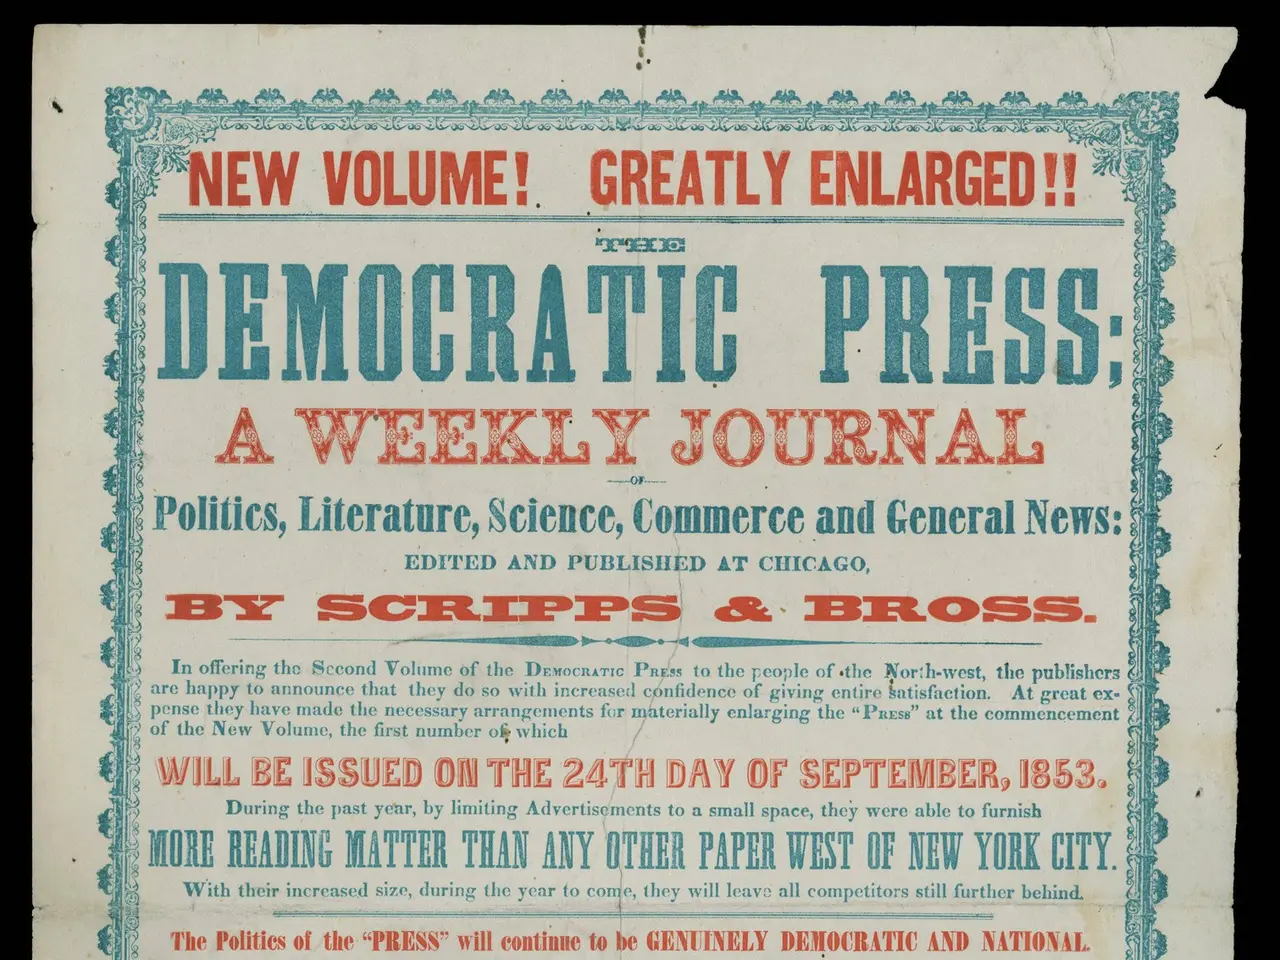 NEW VOLUME! GREATLY ENLARGED!!
THE
DEMOCRATIC PRESS;
A WEEKLY JOURNAL
OF
Politics, Literature, Science, Commerce and General News:
EDITED AND PUBLISHED AT CHICAGO,
BY SCRIPPS & BROSS.
In offering the Second Volume of the DEMOCRATIC PRESS to the people of the North-west, the publishers
are happy to announce that they do so with increased confidence of giving entire satisfaction. At great ex-
pense they have made the necessary arrangements for materially enlarging the "PRESS" at the commencement
of the New Volume, the first number of which
WILL BE ISSUED ON THE 24TH DAY OF SEPTEMBER, 1853.
During the past year, by limiting Advertisements to a small space, they were able to furnish
MORE READING MATTER THAN ANY OTHER PAPER WEST OF NEW YORK CITY.
With their increased size, during the year to come, they will leave all competitors still further behind.
The Politics of the "PRESS" will continue to be GENUINELY DEMOCRATIC AND NATIONAL.